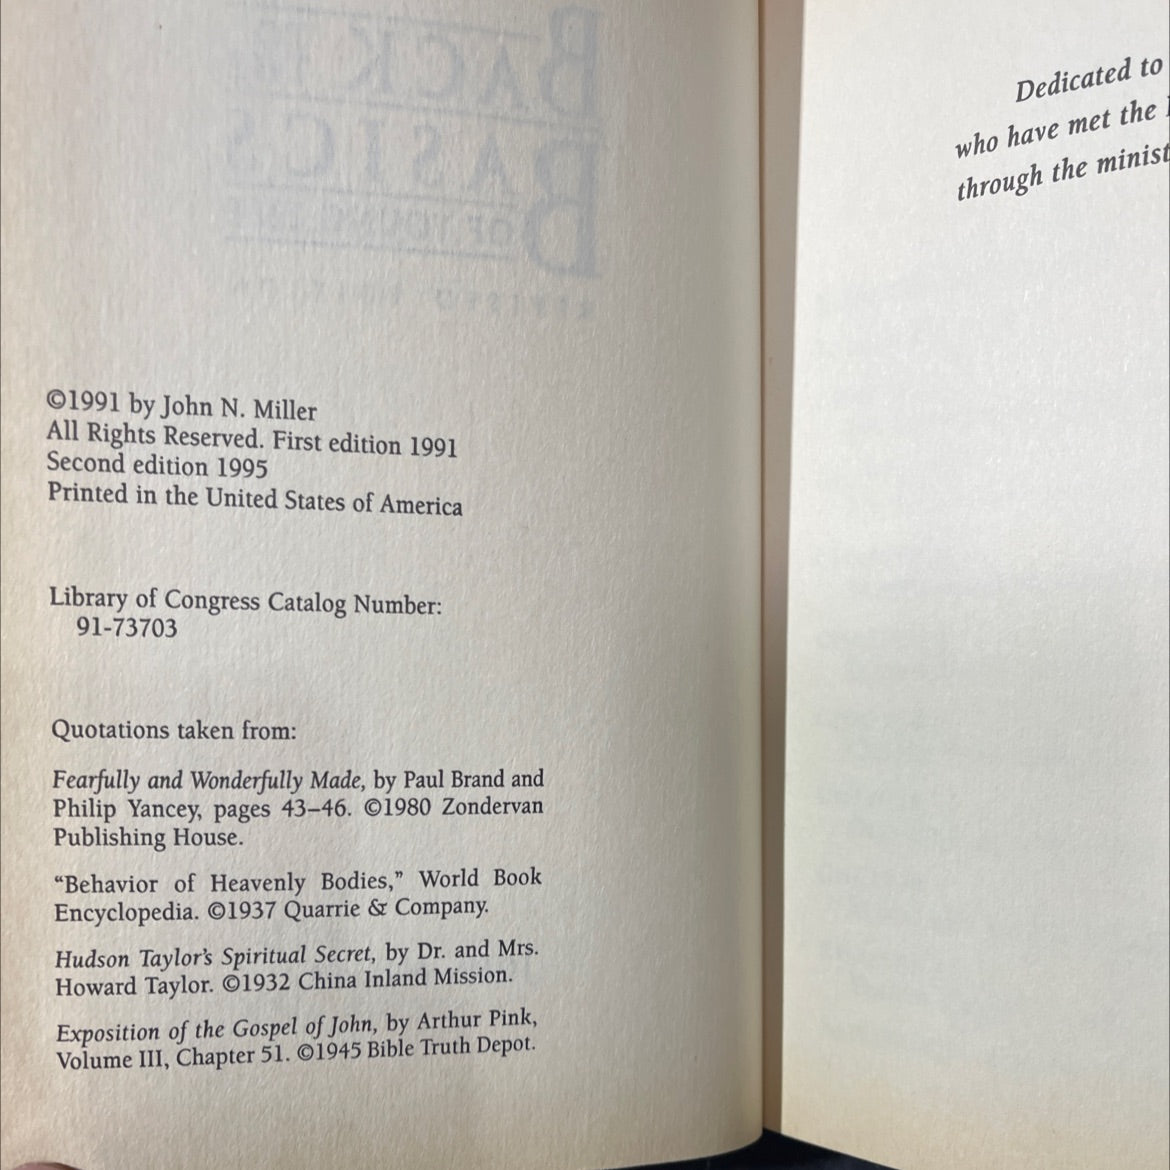 ©1991 by John N. Miller
All Rights Reserved. First edition 1991
Second edition 1995
Printed in the United States of America
Library of Congress Catalog Number:
91-73703
Quotations taken from:
Fearfully and Wonderfully Made, by Paul Brand and
Philip Yancey, pages 43–46. ©1980 Zondervan
Publishing House.
“Behavior of Heavenly Bodies,” World Book
Encyclopedia. ©1937 Quarrie & Company.
Hudson Taylor’s Spiritual Secret, by Dr. and Mrs.
Howard Taylor. ©1932 China Inland Mission.
Exposition of the Gospel of John, by Arthur Pink,
Volume III, Chapter 51. ©1945 Bible Truth Depot.
Dedicated to
who have met the
through the minist
BACK
BASICS
OF YOUR